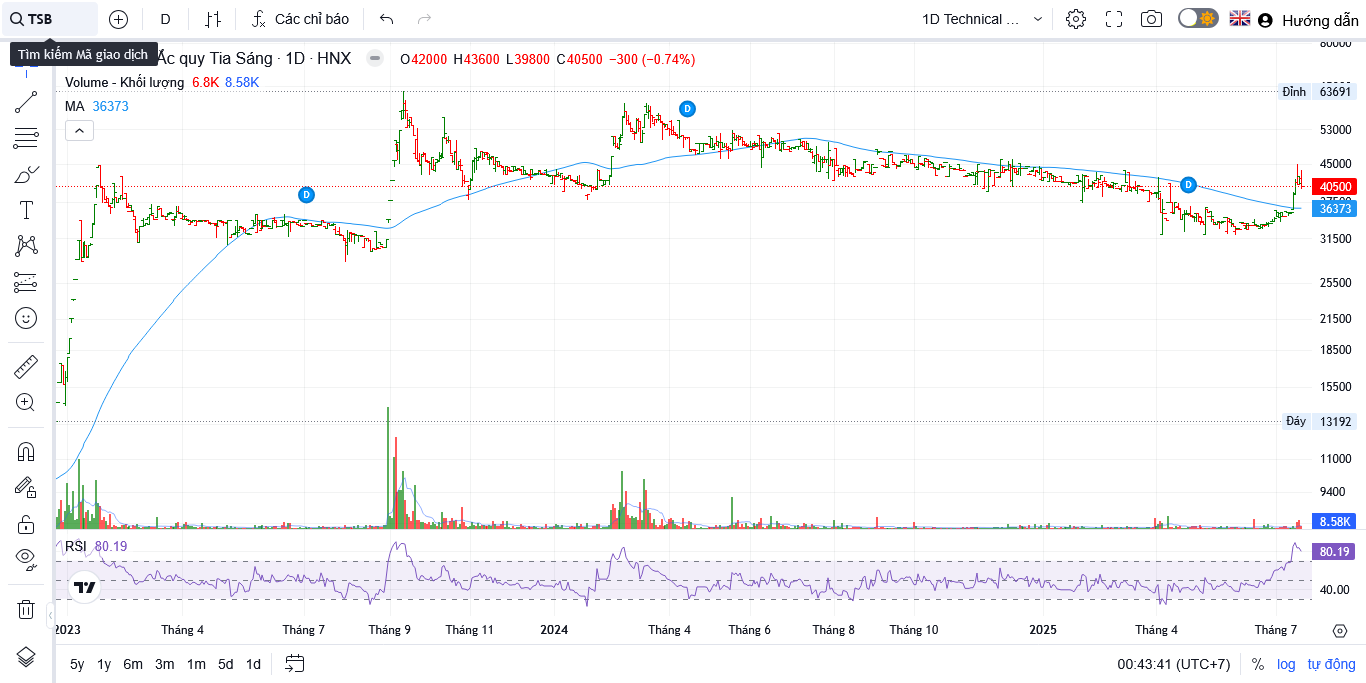 TSB D Các chỉ báo 1D Technical ... Hướng dẫn
Tìm kiếm Mã giao dịch
Ắc quy Tia Sáng · 1D · HNX O42000 H43600 L39800 C40500 −300 (−0.74%)
Volume - Khối lượng 6.8K 8.58K
MA 36373
80000
Đỉnh 63691
D
53000
45000
D
D
40500
36373
31500
25500
21500
18500
15500
Đáy 13192
11000
9400
8.58K
RSI 80.19
80.19
40.00
2023 Tháng 4 Tháng 7 Tháng 9 Tháng 11 2024 Tháng 4 Tháng 6 Tháng 8 Tháng 10 2025 Tháng 4 Tháng 7
5y 1y 6m 3m 1m 5d 1d 00:43:41 (UTC+7) % log tự động